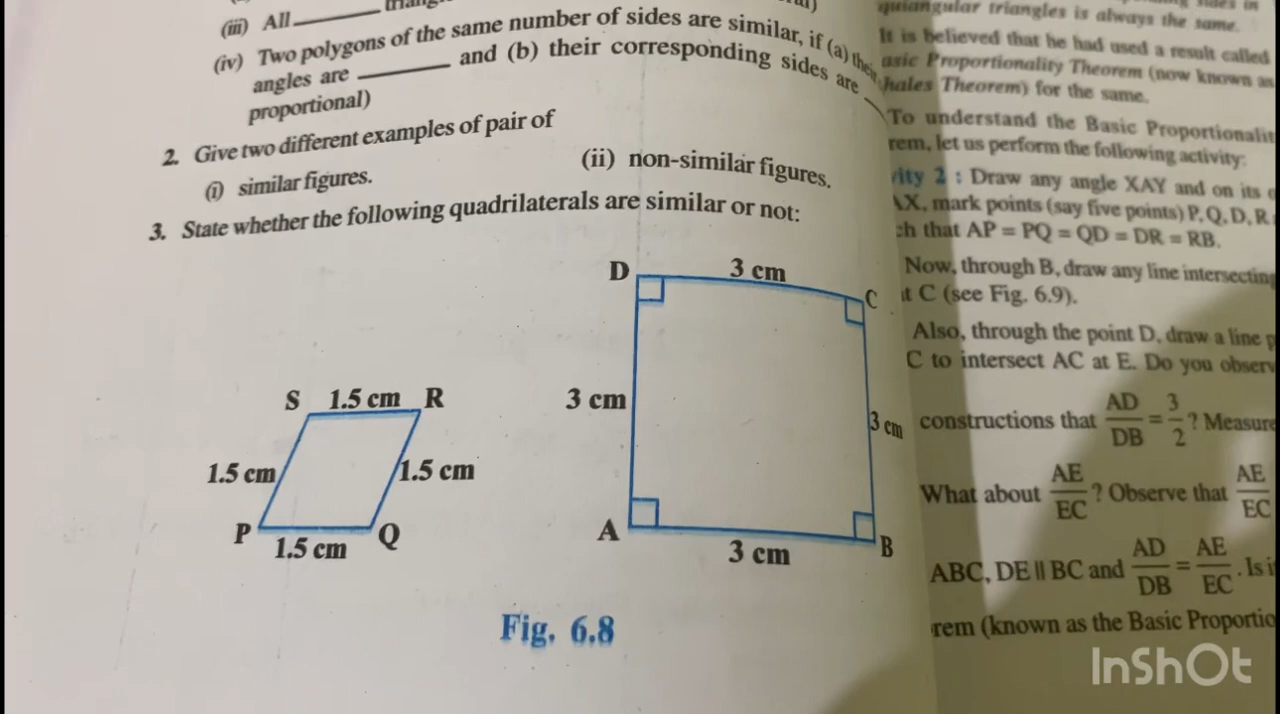 (iii) All
(iv) Two polygons of the same number of sides are similar, if (a) their
angles are ______ and (b) their corresponding sides are
proportional)
2. Give two different examples of pair of
(i) similar figures.
(ii) non-similar figures.
3. State whether the following quadrilaterals are similar or not:
S 1.5 cm R
1.5 cm
1.5 cm
P 1.5 cm Q
D 3 cm C
3 cm
3 cm
A 3 cm B
Fig. 6.8
quiangular triangles is always the same.
It is believed that he had used a result called
asic Proportionality Theorem (now known as
hales Theorem) for the same.
To understand the Basic Proportionalit
rem, let us perform the following activity:
vity 2 : Draw any angle XAY and on its
AX, mark points (say five points) P, Q, D, R
ch that AP = PQ = QD = DR = RB.
Now, through B, draw any line intersecting
at C (see Fig. 6.9).
Also, through the point D, draw a line p
C to intersect AC at E. Do you observ
constructions that AD/DB = 3/2 ? Measure
What about AE/EC ? Observe that AE/EC
ABC, DE || BC and AD/DB = AE/EC . Is i
rem (known as the Basic Proportio
InShOt